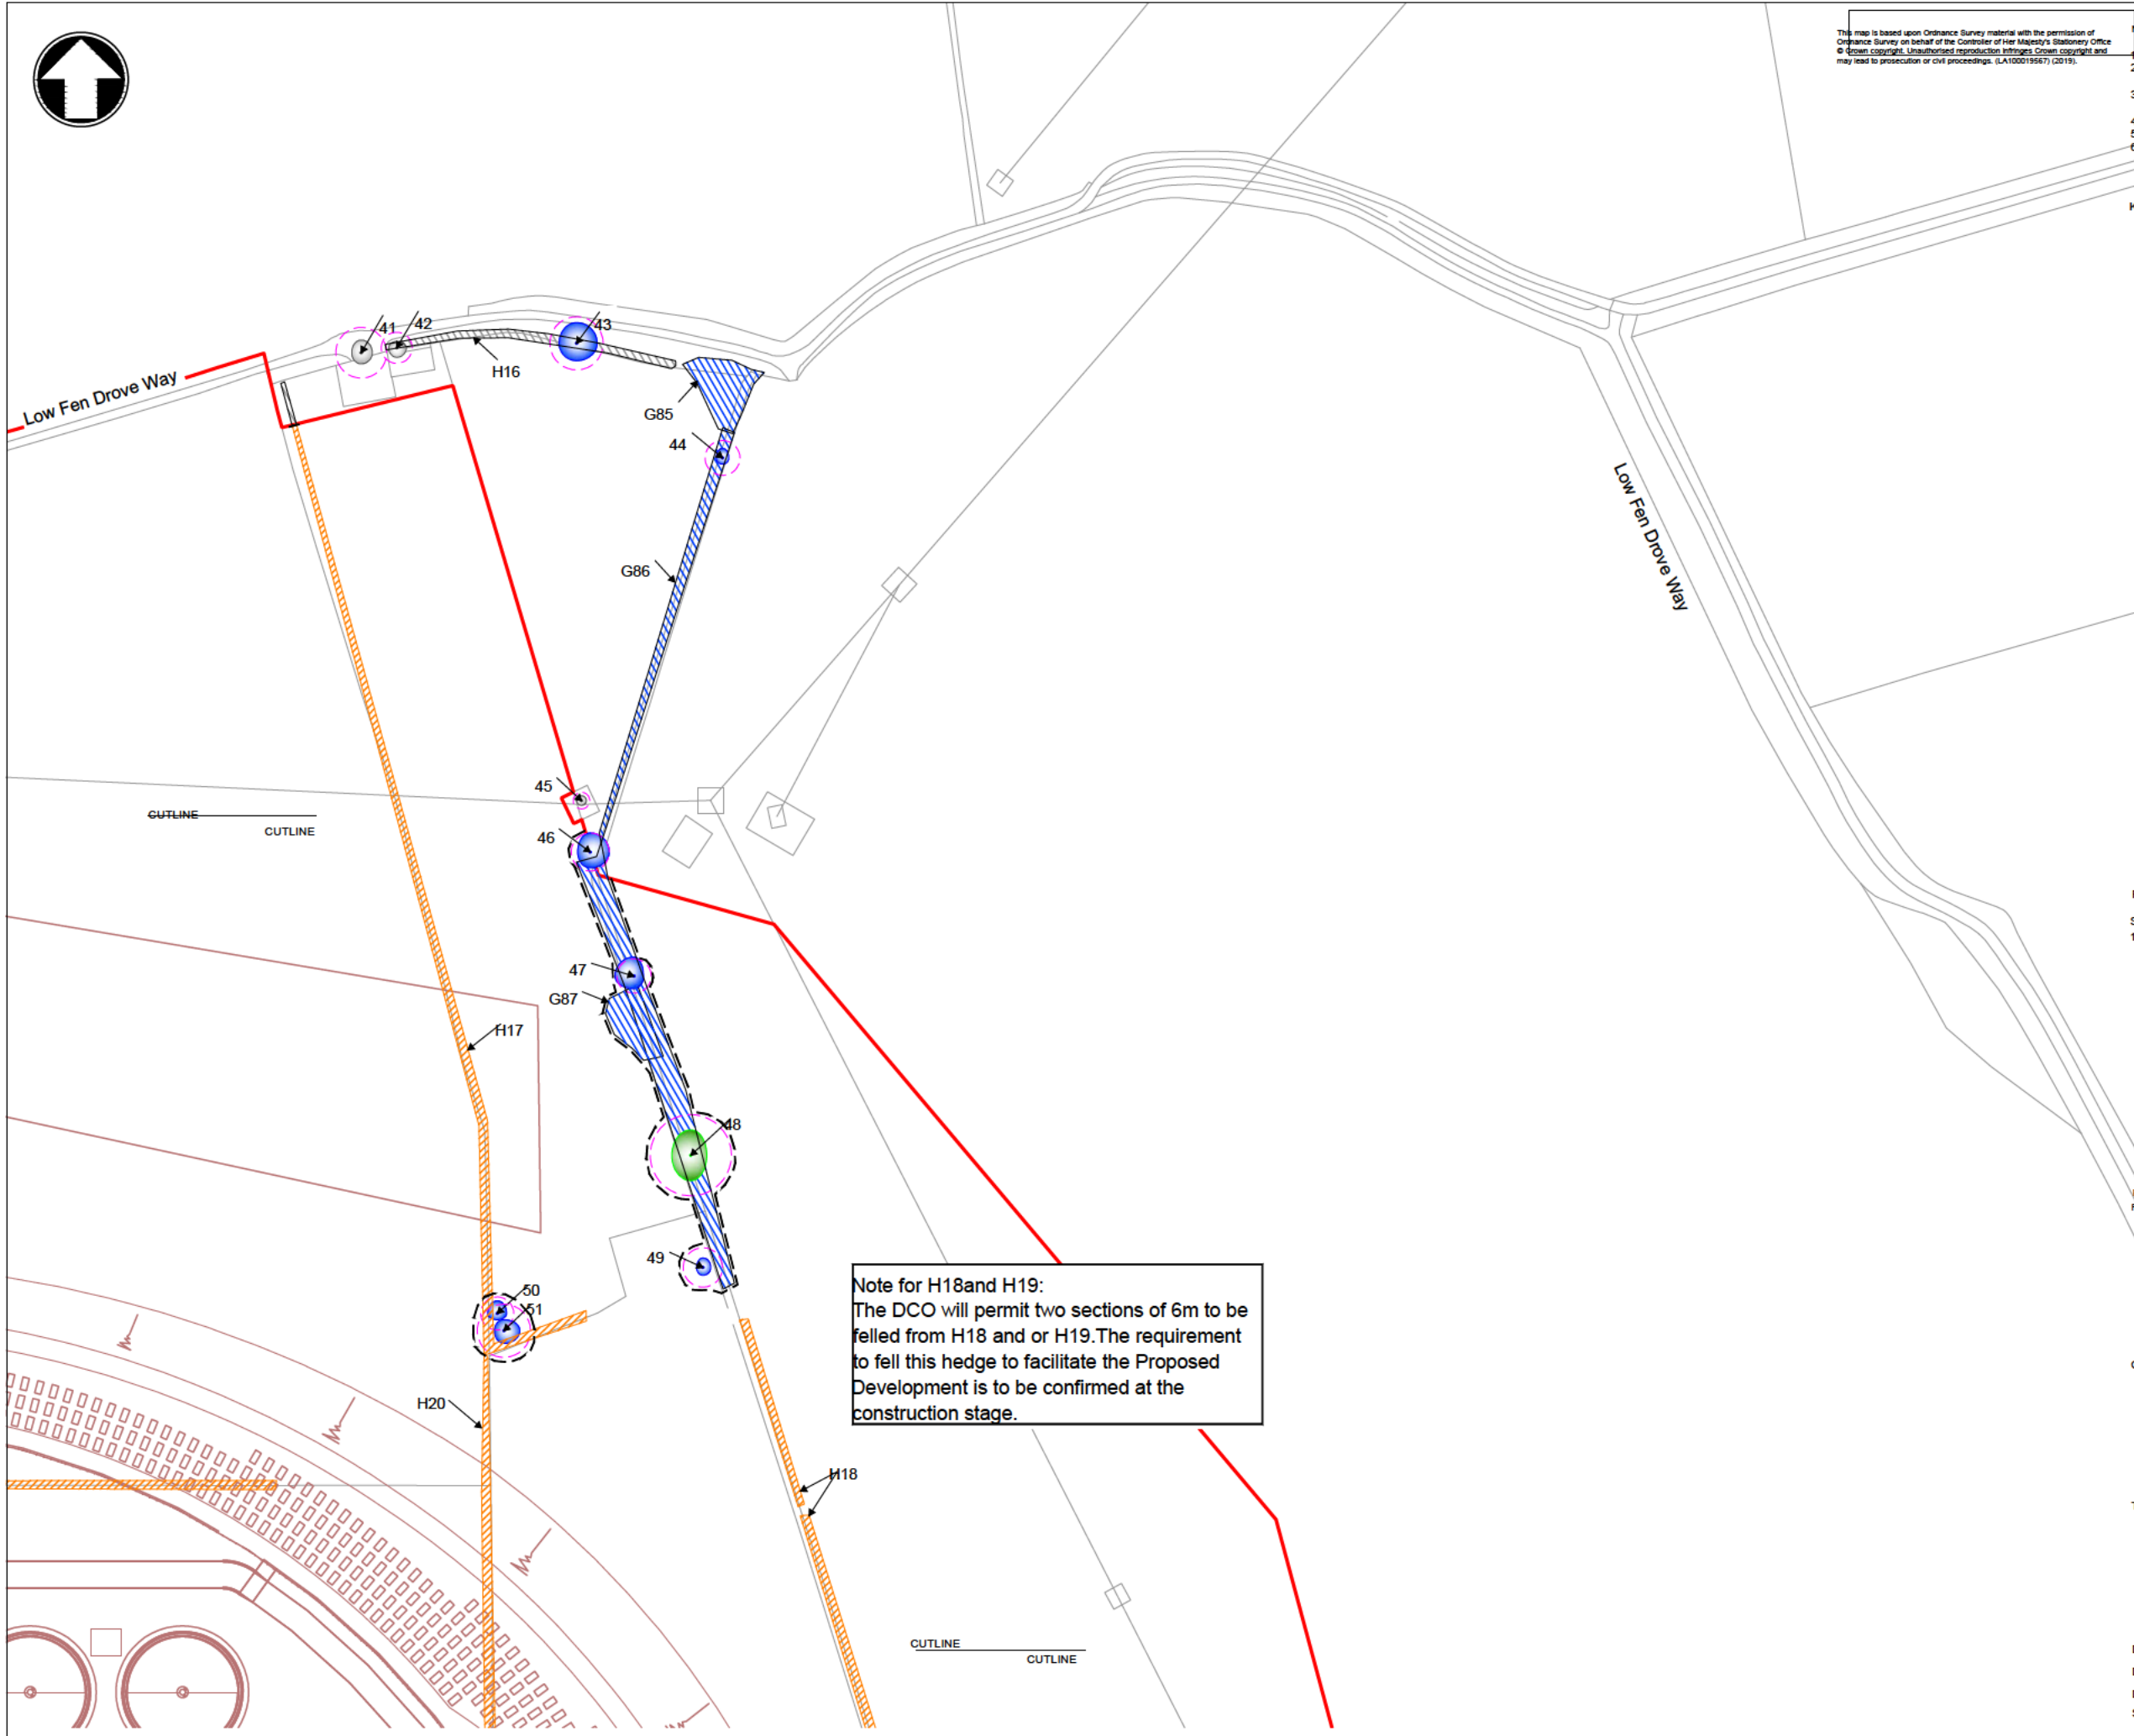 This map is based upon Ordnance Survey material with the permission of
Ordnance Survey on behalf of the Controller of Her Majesty's Stationery Office
© Crown copyright. Unauthorised reproduction infringes Crown copyright and
may lead to prosecution or civil proceedings. (LA100019567) (2019).
41
42
43
H16
Low Fen Drove Way
G85
44
Low Fen Drove Way
G86
45
CUTLINE
CUTLINE
46
47
G87
H17
48
49
50
51
Note for H18and H19:
The DCO will permit two sections of 6m to be
felled from H18 and or H19.The requirement
to fell this hedge to facilitate the Proposed
Development is to be confirmed at the
construction stage.
H20
H18
CUTLINE
CUTLINE